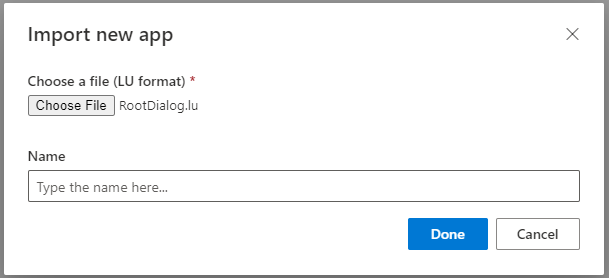 Import new app
Choose a file (LU format) *
Choose File RootDialog.lu
Name
Type the name here...
Done Cancel